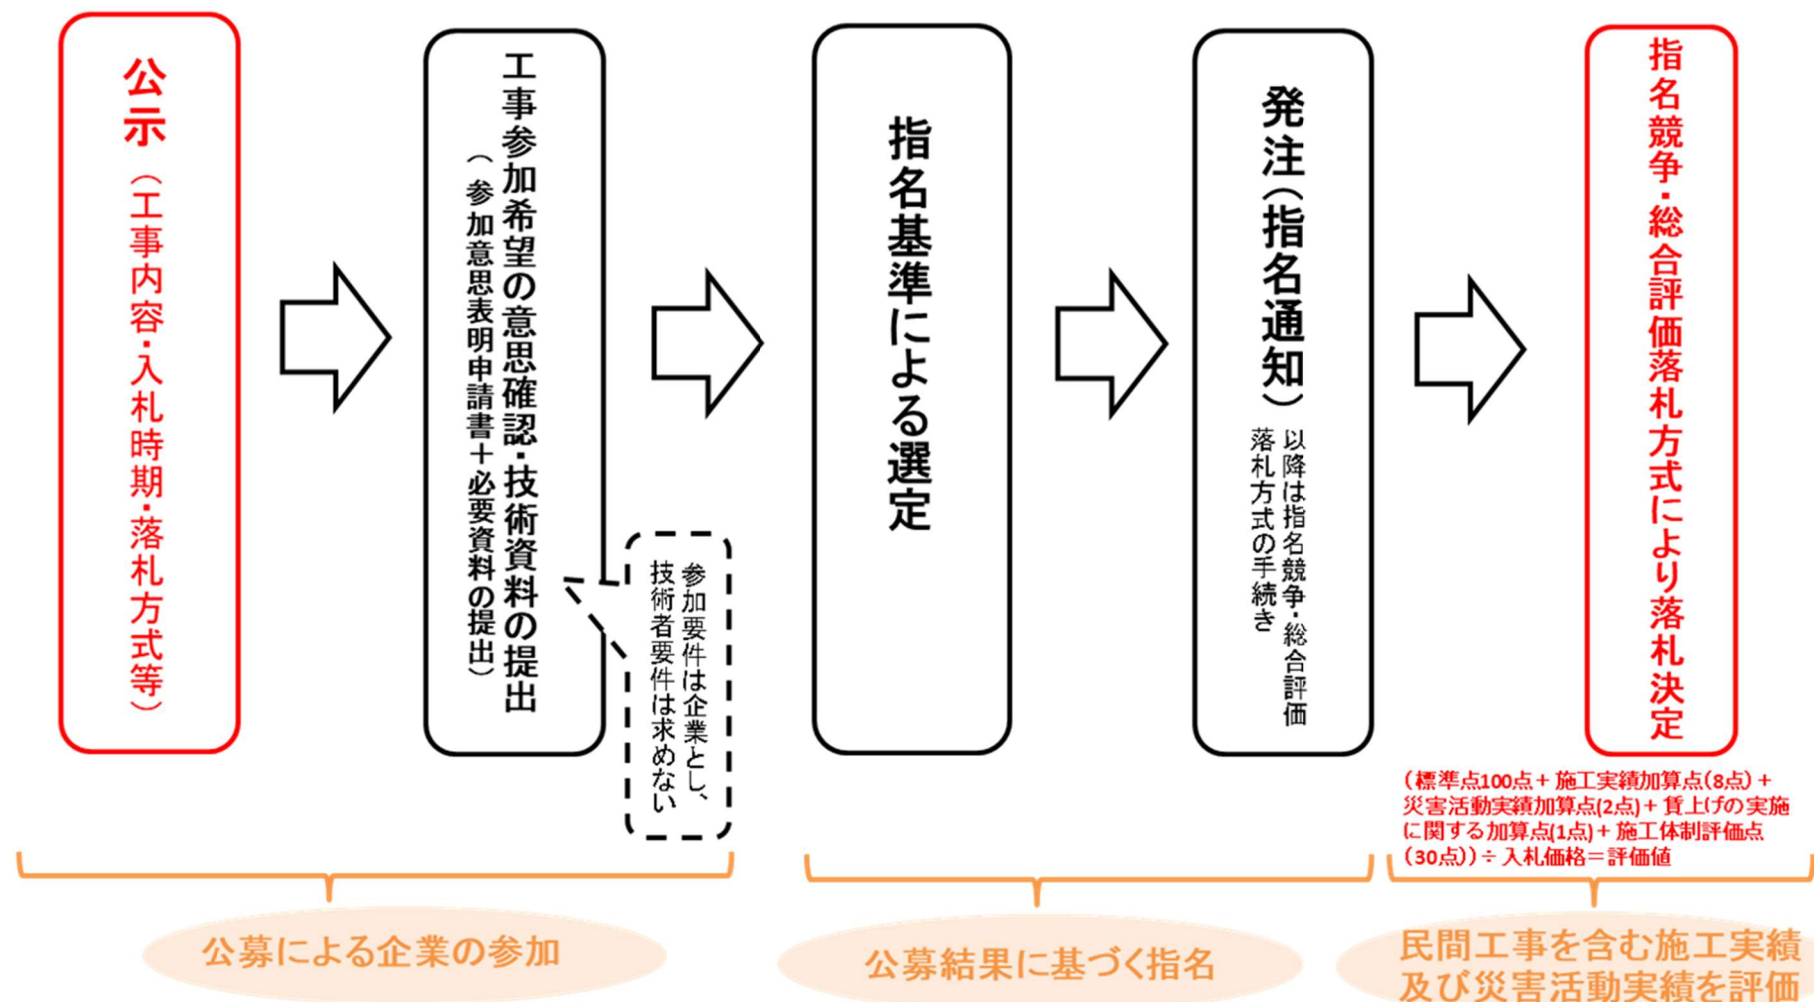 公示（工事内容・入札時期・落札方式等）
工事参加希望の意思確認・技術資料の提出
（参加意思表明申請書＋必要資料の提出）
参加要件は企業とし、
技術者要件は求めない
指名基準による選定
発注（指名通知）
以降は指名競争・総合評価
落札方式の手続き
指名競争・総合評価落札方式により落札決定
（標準点100点＋施工実績加算点(8点)＋
災害活動実績加算点(2点)＋賃上げの実施
に関する加算点(1点)＋施工体制評価点
（30点））÷入札価格＝評価値
公募による企業の参加
公募結果に基づく指名
民間工事を含む施工実績
及び災害活動実績を評価